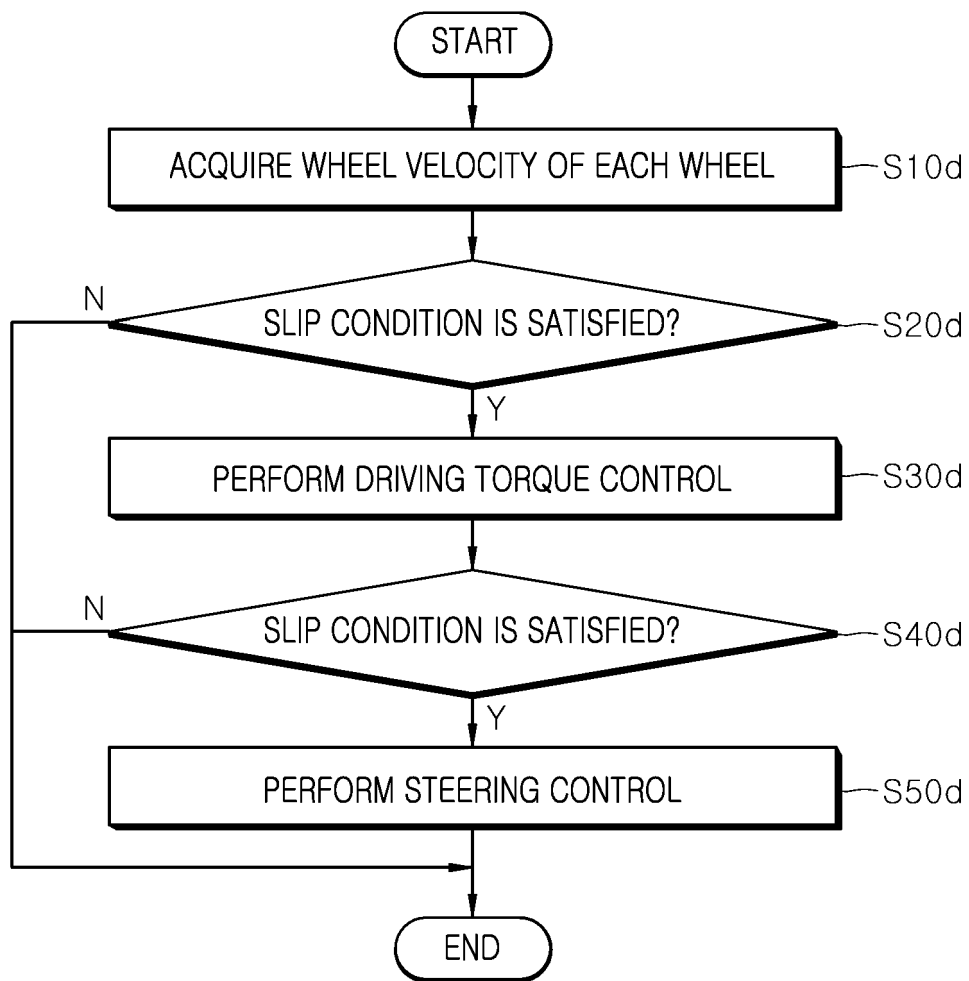 START
ACQUIRE WHEEL VELOCITY OF EACH WHEEL
S10d
N
SLIP CONDITION IS SATISFIED?
S20d
Y
PERFORM DRIVING TORQUE CONTROL
S30d
N
SLIP CONDITION IS SATISFIED?
S40d
Y
PERFORM STEERING CONTROL
S50d
END